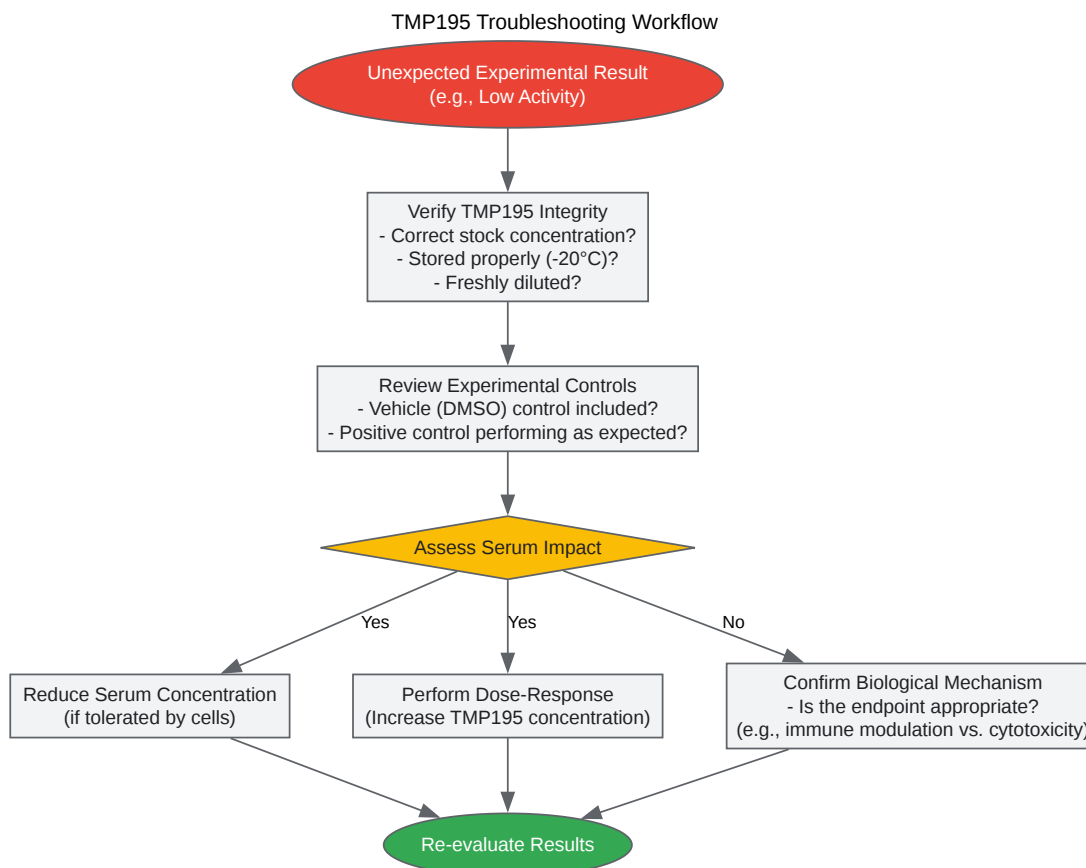 TMP195 Troubleshooting Workflow
Unexpected Experimental Result
(e.g., Low Activity)
Verify TMP195 Integrity
- Correct stock concentration?
- Stored properly (-20°C)?
- Freshly diluted?
Review Experimental Controls
- Vehicle (DMSO) control included?
- Positive control performing as expected?
Assess Serum Impact
Yes
Yes
No
Reduce Serum Concentration
(if tolerated by cells)
Perform Dose-Response
(Increase TMP195 concentration)
Confirm Biological Mechanism
- Is the endpoint appropriate?
(e.g., immune modulation vs. cytotoxicity)
Re-evaluate Results